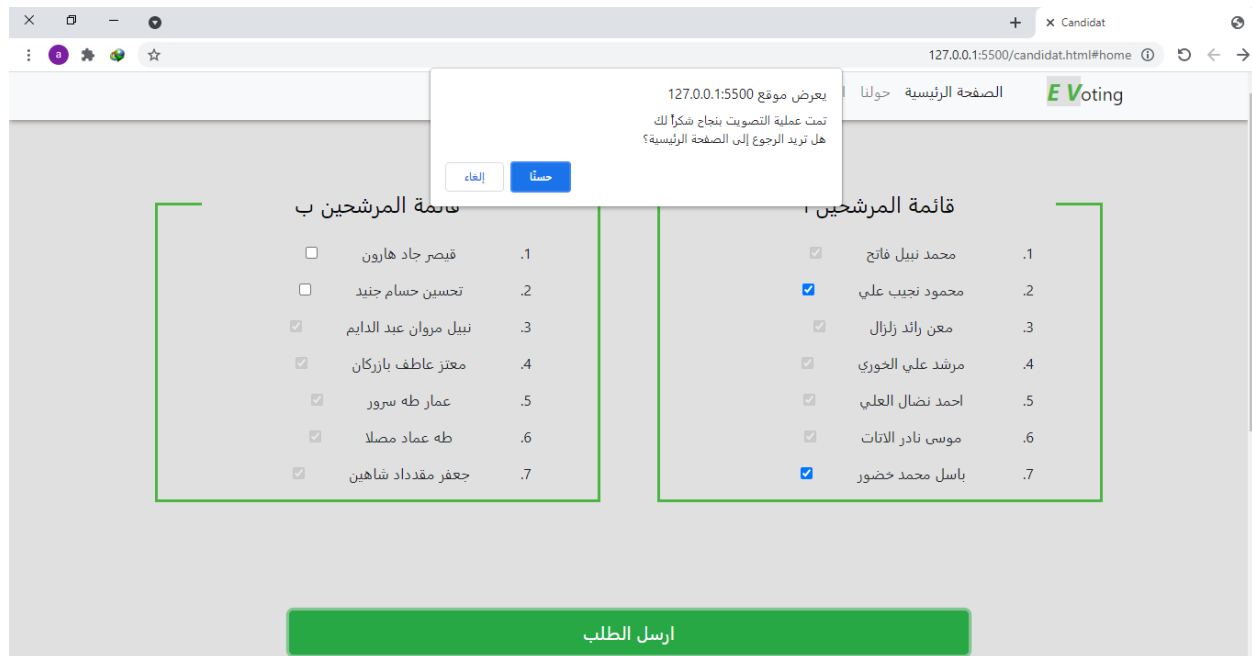 Candidat
127.0.0.1:5500/candidat.html#home
a
E Voting
الصفحة الرئيسية
حولنا
يعرض موقع 127.0.0.1:5500
تمت عملية التصويت بنجاح شكراً لك
هل تريد الرجوع إلى الصفحة الرئيسية؟
حسنًا
إلغاء
قائمة المرشحين أ
1. محمد نبيل فاتح
2. محمود نجيب علي
3. معن رائد زلزال
4. مرشد علي الخوري
5. احمد نضال العلي
6. موسى نادر الاتات
7. باسل محمد خضور
قائمة المرشحين ب
1. قيصر جاد هارون
2. تحسين حسام جنيد
3. نبيل مروان عبد الدايم
4. معتز عاطف بازركان
5. عمار طه سرور
6. طه عماد مصلا
7. جعفر مقدداد شاهين
ارسل الطلب